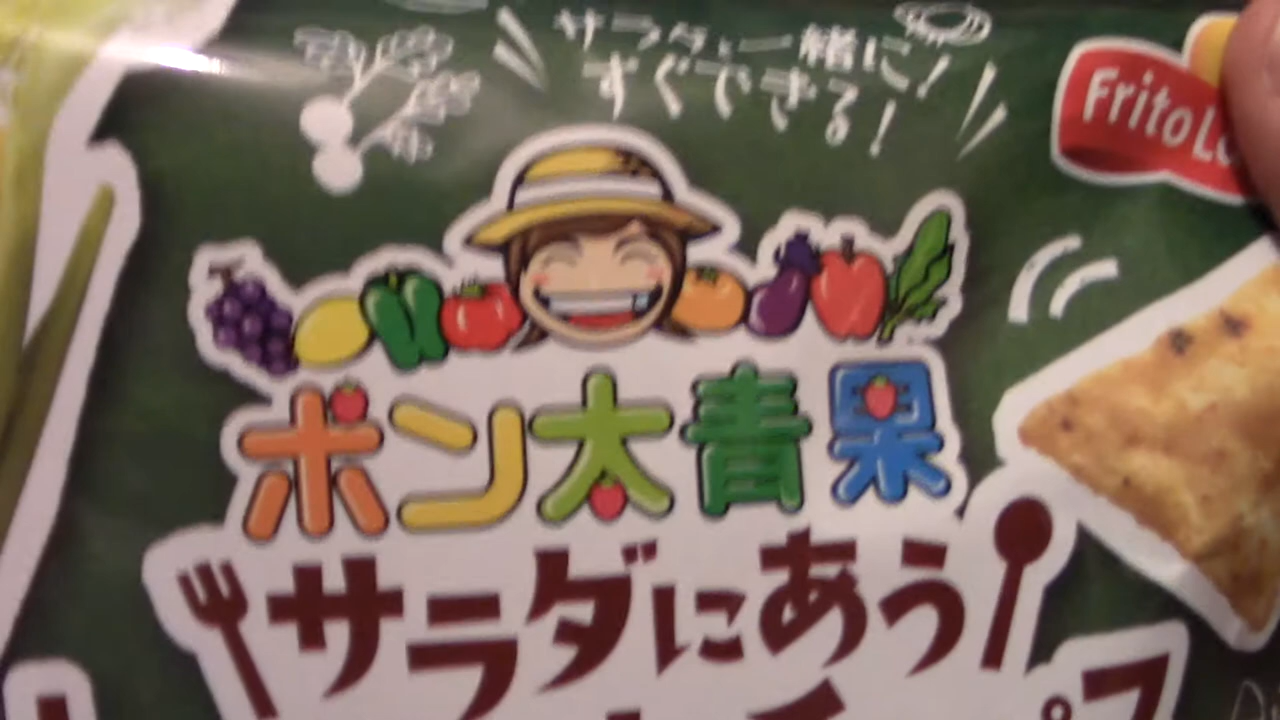 サラダと一緒に!
すぐできる!
Frito L
ポン太青果
サラダにあう